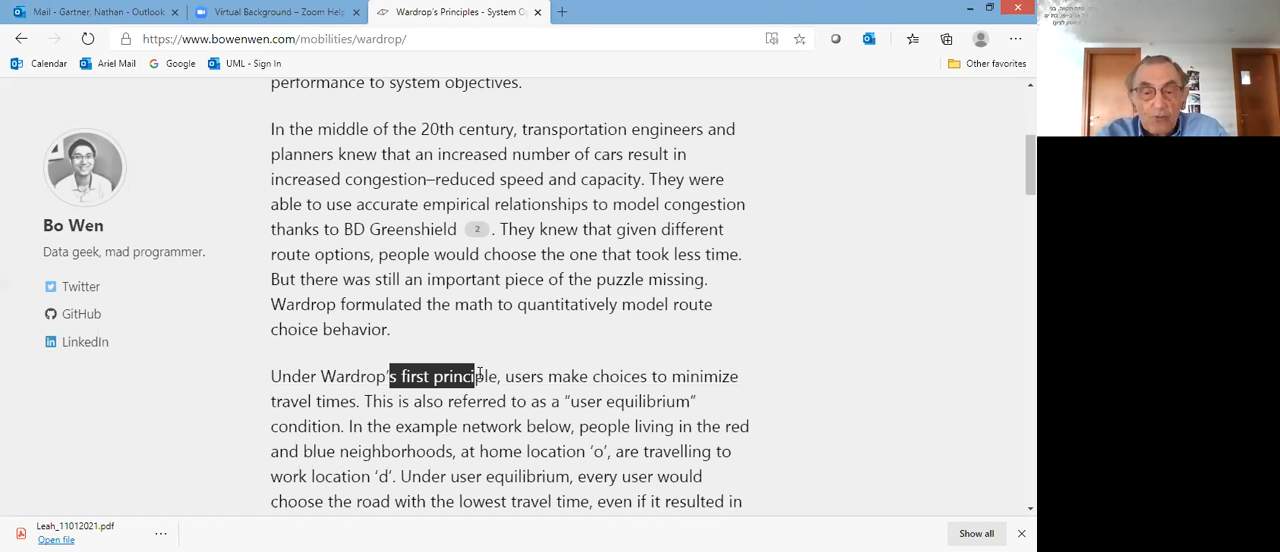 Mail - Gartner, Nathan - Outlook
Virtual Background – Zoom Help
Wardrop's Principles - System O
https://www.bowenwen.com/mobilities/wardrop/
Calendar
Ariel Mail
Google
UML - Sign In
Other favorites
performance to system objectives.
In the middle of the 20th century, transportation engineers and
planners knew that an increased number of cars result in
increased congestion–reduced speed and capacity. They were
able to use accurate empirical relationships to model congestion
thanks to BD Greenshield 2 . They knew that given different
route options, people would choose the one that took less time.
But there was still an important piece of the puzzle missing.
Wardrop formulated the math to quantitatively model route
choice behavior.
Under Wardrop's first principle, users make choices to minimize
travel times. This is also referred to as a “user equilibrium”
condition. In the example network below, people living in the red
and blue neighborhoods, at home location ‘o’, are travelling to
work location ‘d’. Under user equilibrium, every user would
choose the road with the lowest travel time, even if it resulted in
Bo Wen
Data geek, mad programmer.
Twitter
GitHub
LinkedIn
Leah_11012021.pdf
Open file
Show all